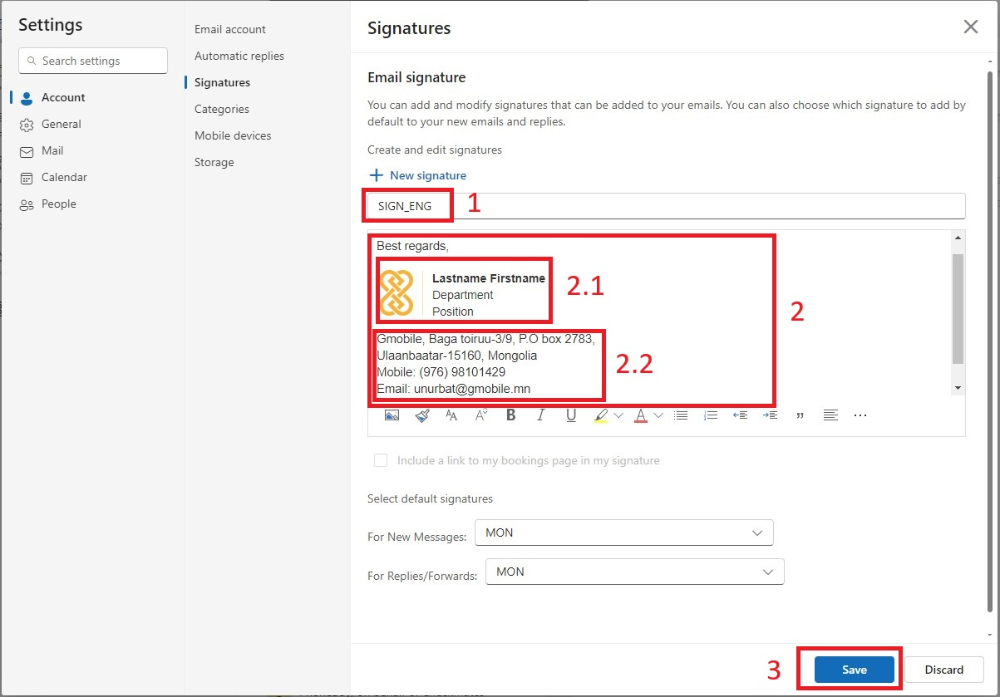 Settings
Search settings
Account
General
Mail
Calendar
People
Email account
Automatic replies
Signatures
Categories
Mobile devices
Storage
Signatures
Email signature
You can add and modify signatures that can be added to your emails. You can also choose which signature to add by
default to your new emails and replies.
Create and edit signatures
New signature
SIGN_ENG
1
Best regards,
Lastname Firstname
Department
Position
2.1
2
Gmobile, Baga toiruu-3/9, P.O box 2783,
Ulaanbaatar-15160, Mongolia
Mobile: (976) 98101429
Email: unurbat@gmobile.mn
2.2
Include a link to my bookings page in my signature
Select default signatures
For New Messages: MON
For Replies/Forwards: MON
3
Save
Discard